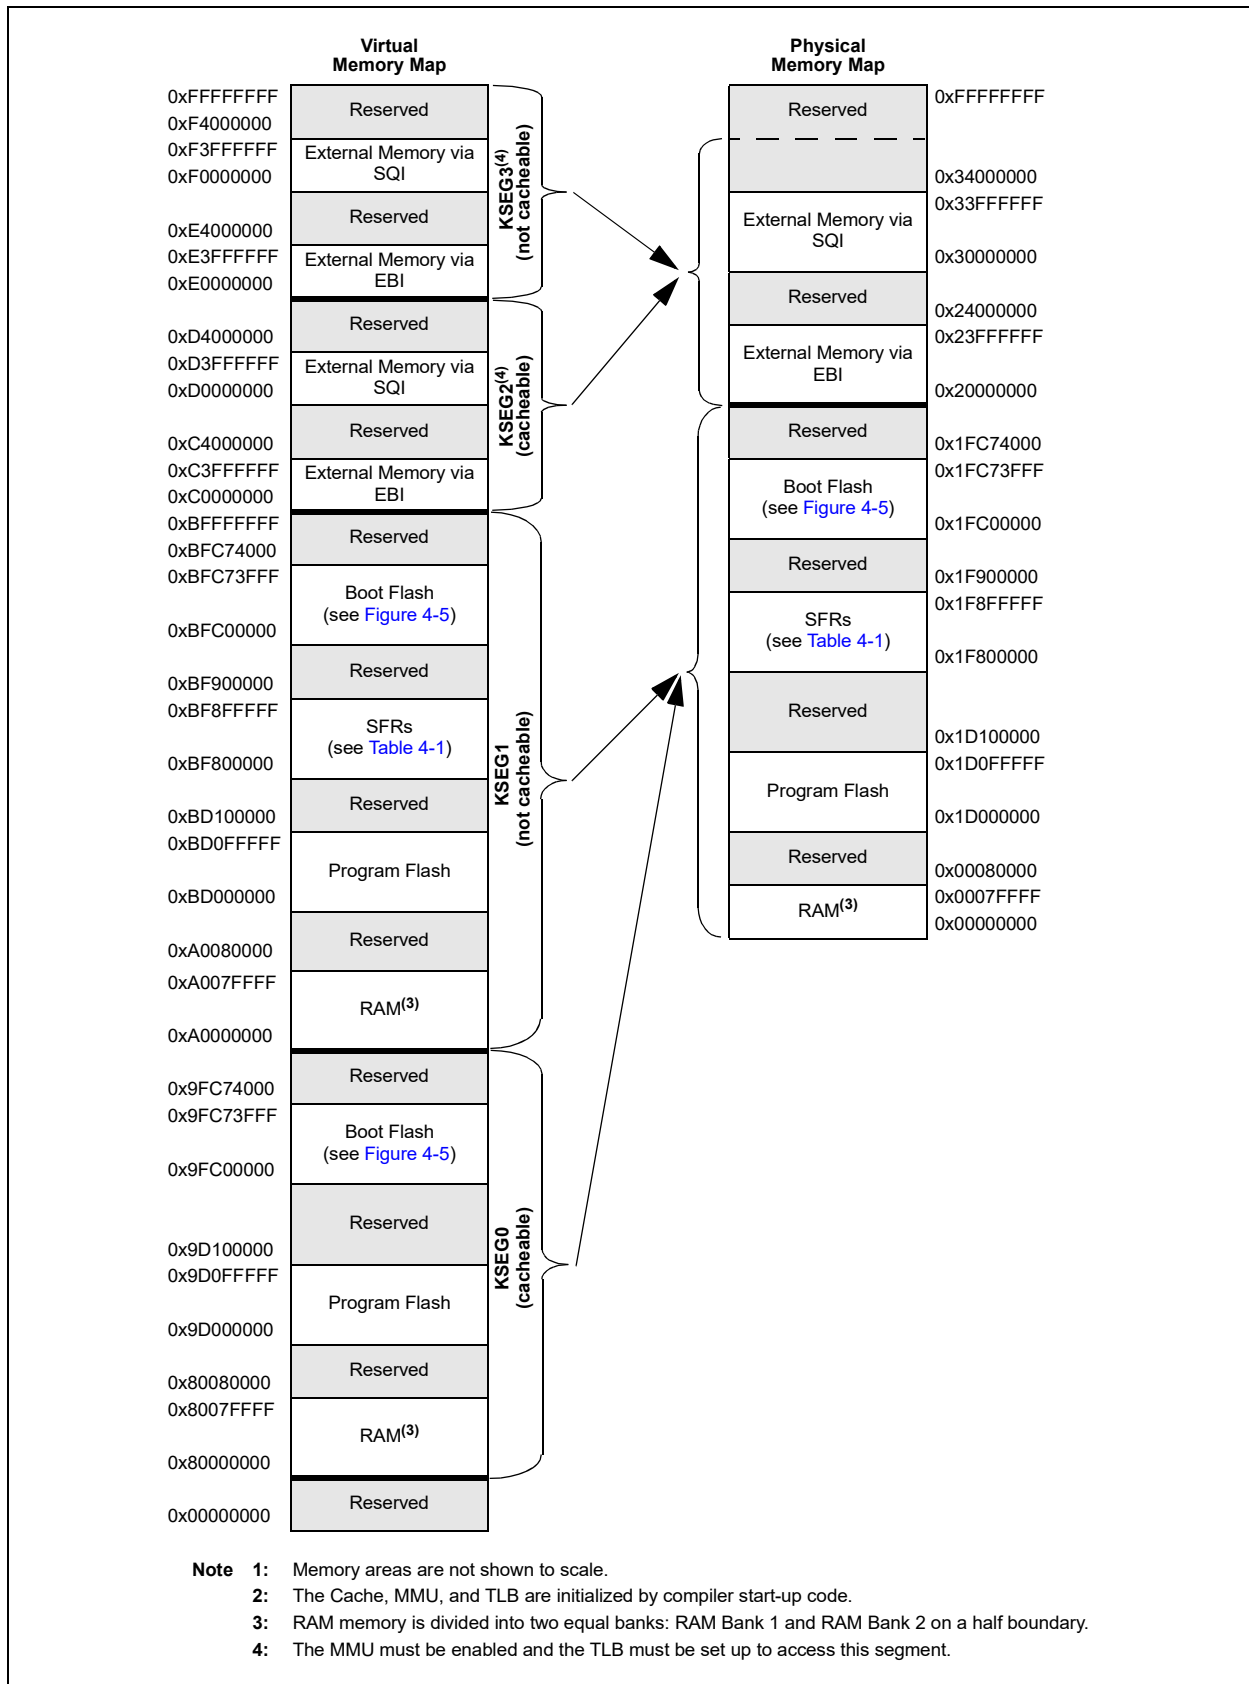 Virtual
Memory Map
0xFFFFFFFF
0xF4000000
Reserved
0xF3FFFFFF
0xF0000000
External Memory via
SQI
Reserved
0xE4000000
0xE3FFFFFF
0xE0000000
External Memory via
EBI
KSEG3(4)
(not cacheable)
Reserved
0xD4000000
0xD3FFFFFF
0xD0000000
External Memory via
SQI
Reserved
0xC4000000
0xC3FFFFFF
0xC0000000
External Memory via
EBI
KSEG2(4)
(cacheable)
0xBFFFFFFF
0xBFC74000
Reserved
0xBFC73FFF
0xBFC00000
Boot Flash
(see Figure 4-5)
Reserved
0xBF900000
0xBF8FFFFF
0xBF800000
SFRs
(see Table 4-1)
Reserved
0xBD100000
0xBD0FFFFF
0xBD000000
Program Flash
Reserved
0xA0080000
0xA007FFFF
0xA0000000
RAM(3)
KSEG1
(not cacheable)
Reserved
0x9FC74000
0x9FC73FFF
0x9FC00000
Boot Flash
(see Figure 4-5)
Reserved
0x9D100000
0x9D0FFFFF
0x9D000000
Program Flash
Reserved
0x80080000
0x8007FFFF
0x80000000
RAM(3)
KSEG0
(cacheable)
Reserved
0x00000000
Physical
Memory Map
Reserved
0xFFFFFFFF
0x34000000
0x33FFFFFF
External Memory via
SQI
0x30000000
Reserved
0x24000000
0x23FFFFFF
External Memory via
EBI
0x20000000
Reserved
0x1FC74000
0x1FC73FFF
Boot Flash
(see Figure 4-5)
0x1FC00000
Reserved
0x1F900000
0x1F8FFFFF
SFRs
(see Table 4-1)
0x1F800000
Reserved
0x1D100000
0x1D0FFFFF
Program Flash
0x1D000000
Reserved
0x00080000
0x0007FFFF
RAM(3)
0x00000000
Note 1: Memory areas are not shown to scale.
2: The Cache, MMU, and TLB are initialized by compiler start-up code.
3: RAM memory is divided into two equal banks: RAM Bank 1 and RAM Bank 2 on a half boundary.
4: The MMU must be enabled and the TLB must be set up to access this segment.